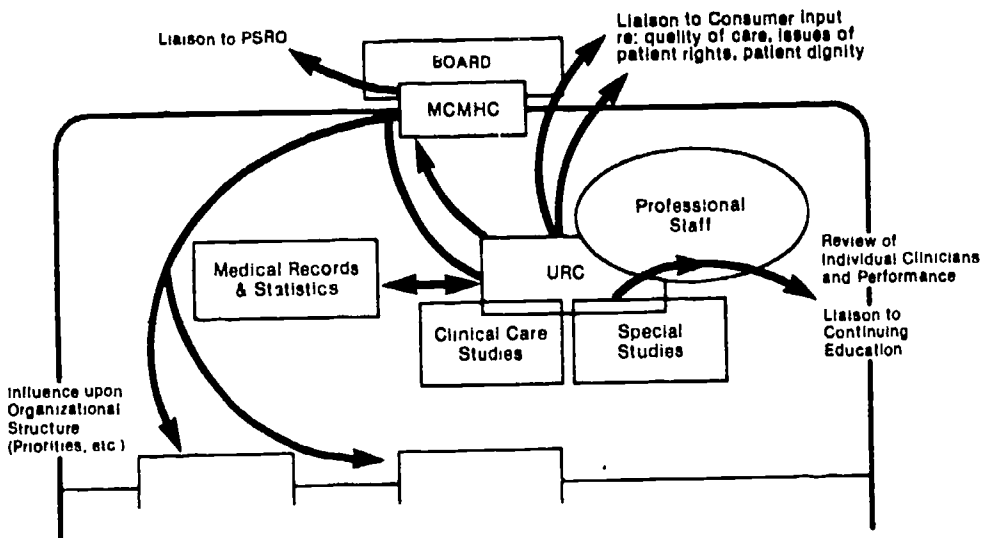 Liaison to PSRO
BOARD
MCMHC
Liaison to Consumer input
re: quality of care, issues of
patient rights, patient dignity
Professional
Staff
Medical Records
& Statistics
URC
Clinical Care
Studies
Special
Studies
Review of
Individual Clinicians
and Performance
&
Liaison to
Continuing
Education
Influence upon
Organizational
Structure
(Priorities, etc)